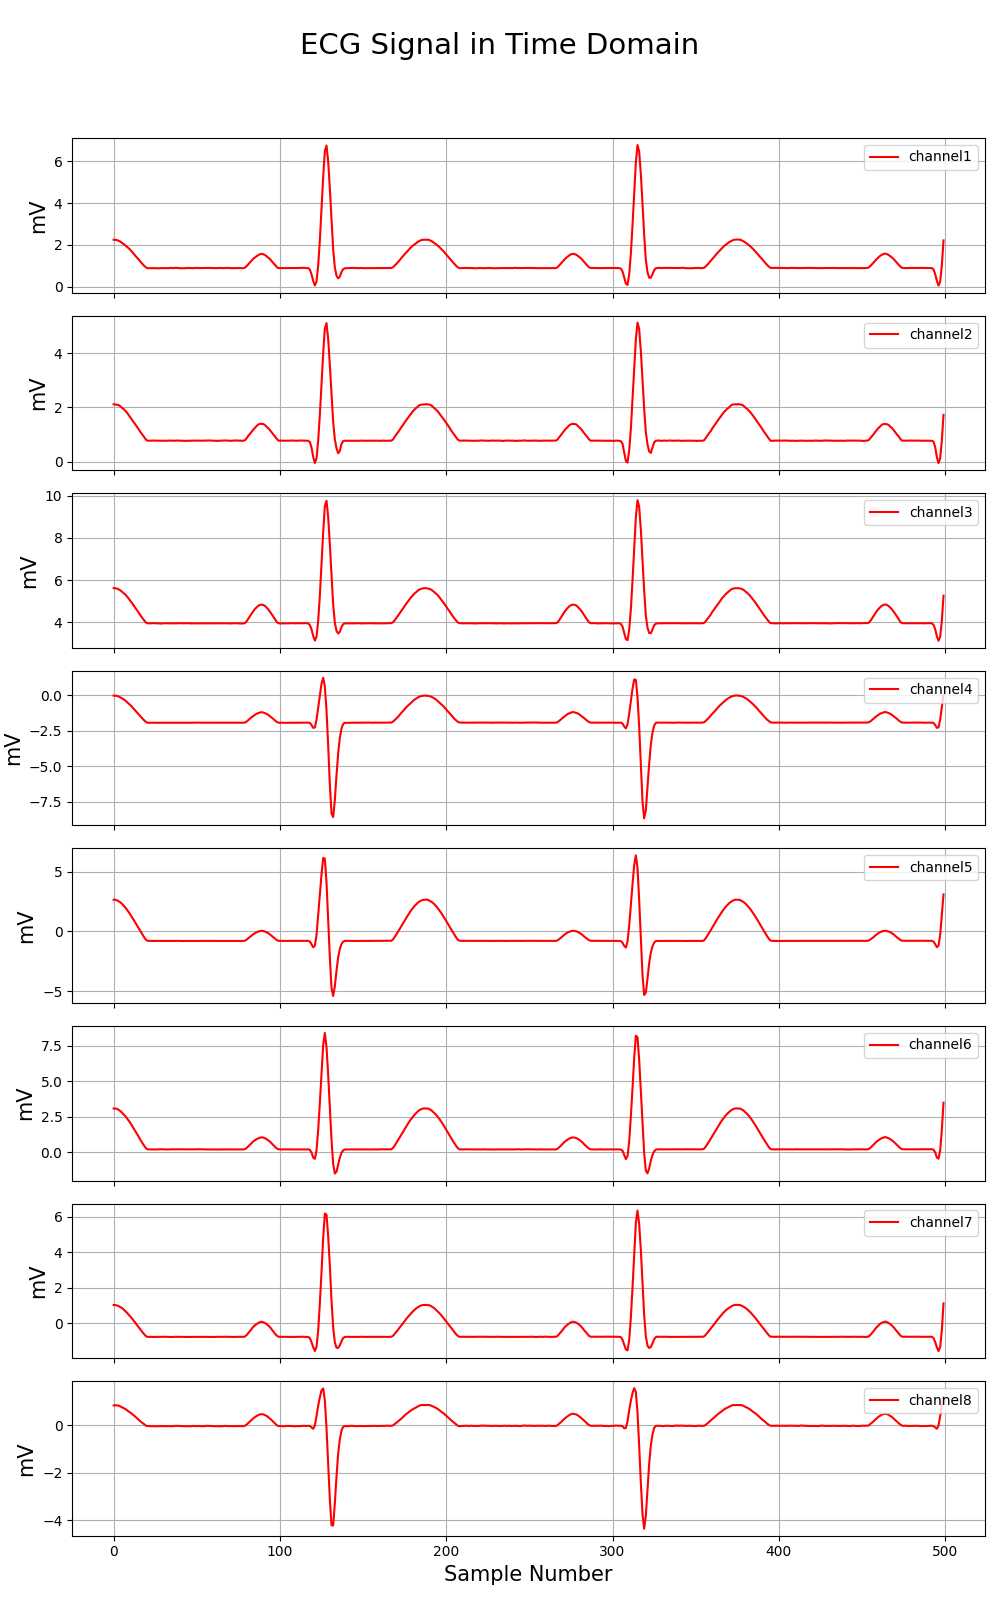 ECG Signal in Time Domain
channel1
mV
6
4
2
0
channel2
mV
4
2
0
channel3
mV
10
8
6
4
channel4
mV
0.0
−2.5
−5.0
−7.5
channel5
mV
5
0
−5
channel6
mV
7.5
5.0
2.5
0.0
channel7
mV
6
4
2
0
channel8
mV
0
−2
−4
0 100 200 300 400 500
Sample Number